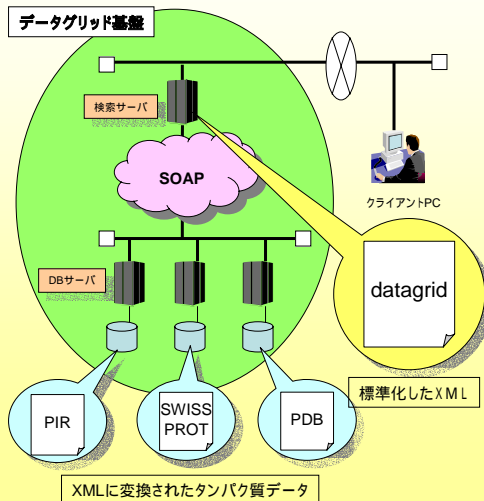 データグリッド基盤
検索サーバ
SOAP
クライアントPC
DBサーバ
datagrid
標準化したXML
PIR
SWISS
PROT
PDB
XMLに変換されたタンパク質データ